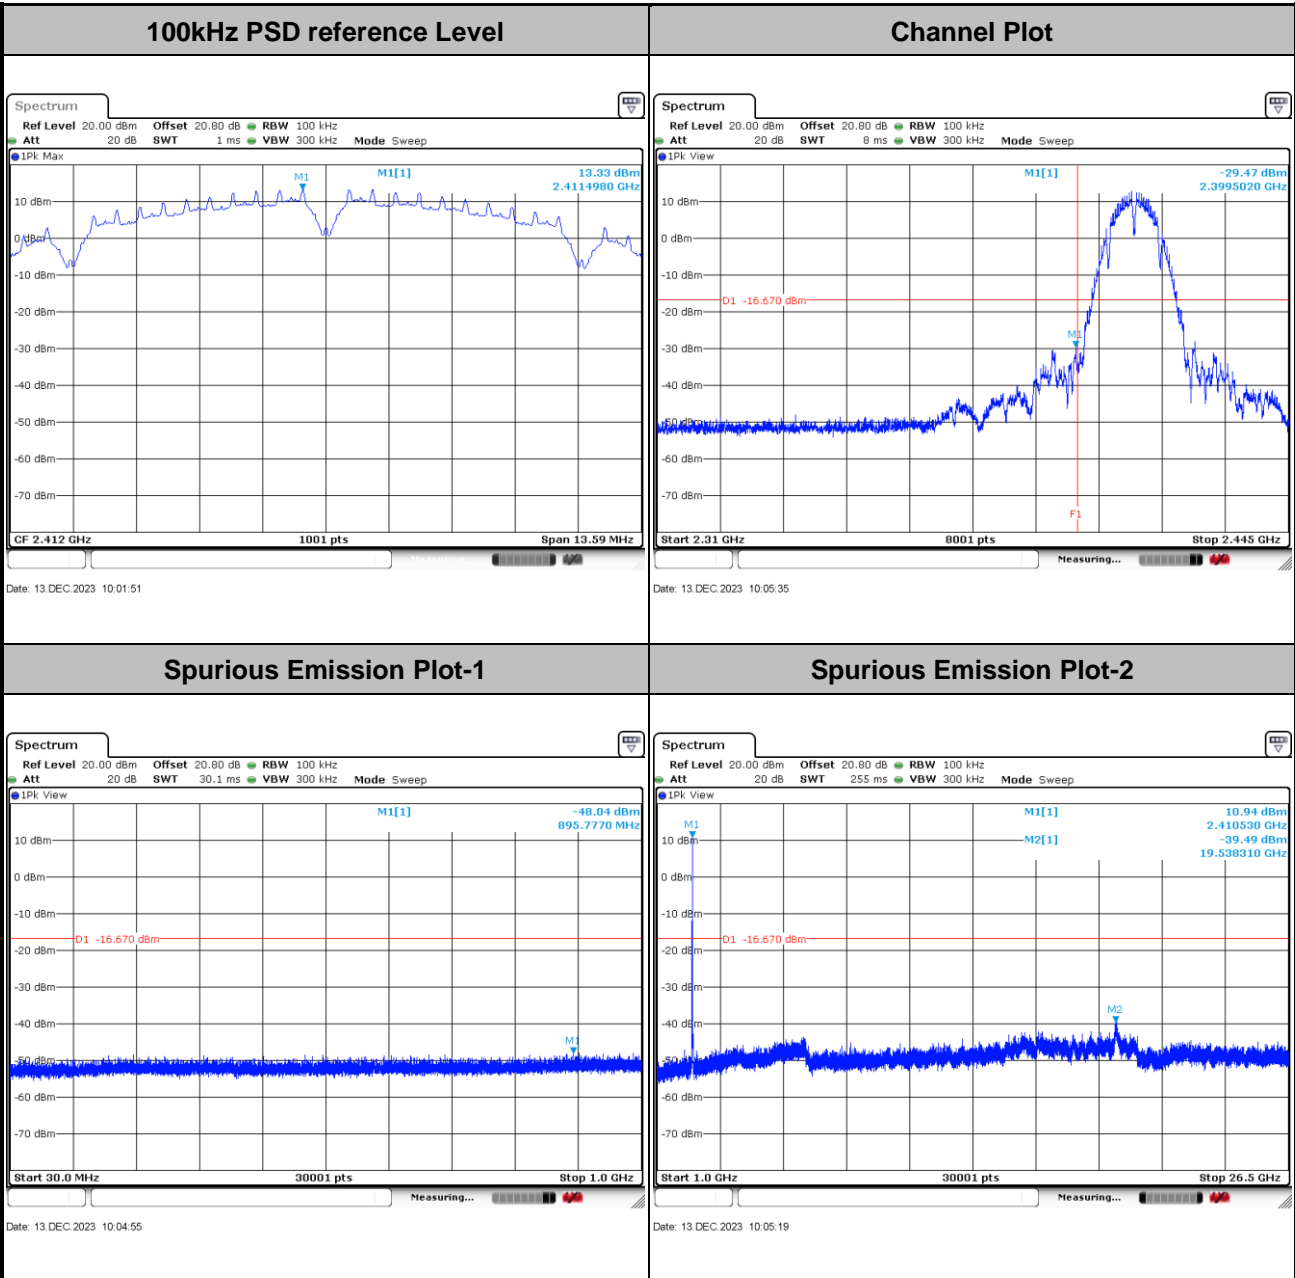 100kHz PSD reference Level
Channel Plot
Spectrum
Ref Level 20.00 dBm Offset 20.80 dB RBW 100 kHz
Att 20 dB SWT 1 ms VBW 300 kHz Mode Sweep
1Pk Max
M1[1] 13.33 dBm
2.4114980 GHz
M1
10 dBm
0 dBm
-10 dBm
-20 dBm
-30 dBm
-40 dBm
-50 dBm
-60 dBm
-70 dBm
CF 2.412 GHz 1001 pts Span 13.59 MHz
Measuring...
Date: 13.DEC.2023 10:01:51
Spectrum
Ref Level 20.00 dBm Offset 20.80 dB RBW 100 kHz
Att 20 dB SWT 8 ms VBW 300 kHz Mode Sweep
1Pk View
M1[1] -29.47 dBm
2.3995020 GHz
10 dBm
0 dBm
-10 dBm
D1 -16.670 dBm
-20 dBm
M1
-30 dBm
-40 dBm
-50 dBm
-60 dBm
-70 dBm
F1
Start 2.31 GHz 8001 pts Stop 2.445 GHz
Measuring...
Date: 13.DEC.2023 10:05:35
Spurious Emission Plot-1
Spurious Emission Plot-2
Spectrum
Ref Level 20.00 dBm Offset 20.80 dB RBW 100 kHz
Att 20 dB SWT 30.1 ms VBW 300 kHz Mode Sweep
1Pk View
M1[1] -48.04 dBm
895.7770 MHz
10 dBm
0 dBm
-10 dBm
D1 -16.670 dBm
-20 dBm
-30 dBm
-40 dBm
M1
-50 dBm
-60 dBm
-70 dBm
Start 30.0 MHz 30001 pts Stop 1.0 GHz
Measuring...
Date: 13.DEC.2023 10:04:55
Spectrum
Ref Level 20.00 dBm Offset 20.80 dB RBW 100 kHz
Att 20 dB SWT 255 ms VBW 300 kHz Mode Sweep
1Pk View
M1[1] 10.94 dBm
2.410530 GHz
M1
10 dBm
M2[1] -39.49 dBm
19.538310 GHz
0 dBm
-10 dBm
D1 -16.670 dBm
-20 dBm
-30 dBm
M2
-40 dBm
-50 dBm
-60 dBm
-70 dBm
Start 1.0 GHz 30001 pts Stop 26.5 GHz
Measuring...
Date: 13.DEC.2023 10:05:19